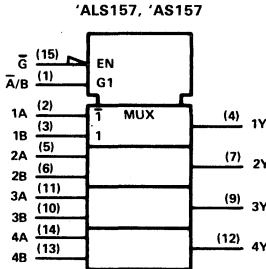 'ALS157, 'AS157
G̅ (15) EN
A̅/B (1) G1
1A (2) 1̅ MUX (4) 1Y
1B (3) 1
2A (5) (7) 2Y
2B (6)
3A (11) (9) 3Y
3B (10)
4A (14) (12) 4Y
4B (13)